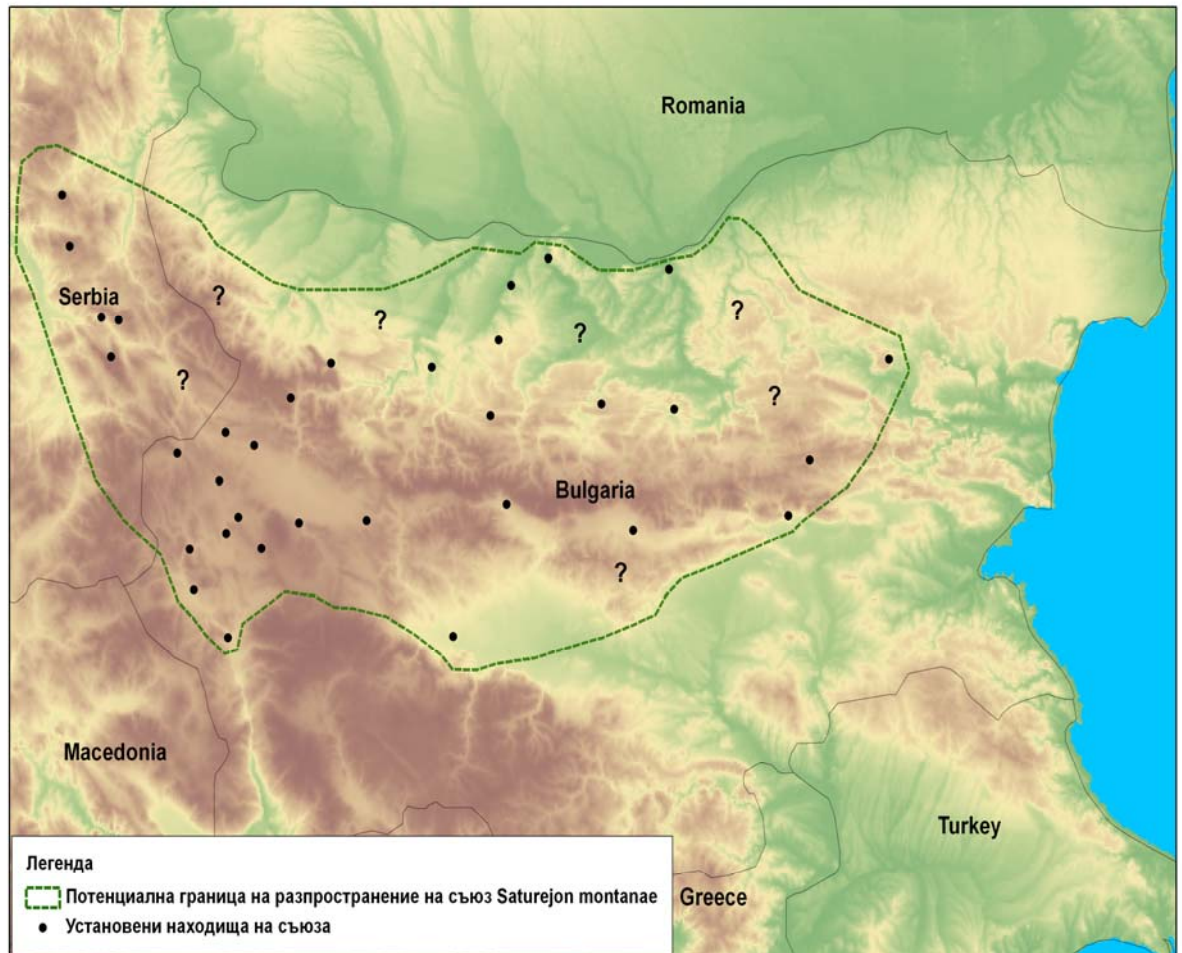 Romania
?
?
?
?
Serbia
?
?
Bulgaria
?
Macedonia
Turkey
Greece
Легенда
Потенциална граница на разпространение на съюз Saturejon montanae
Установени находища на съюза